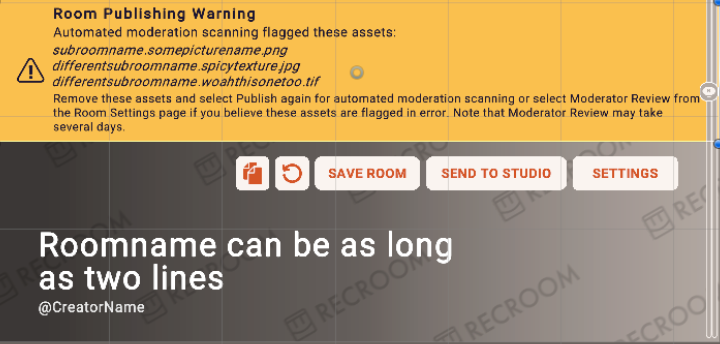 Room Publishing Warning
Automated moderation scanning flagged these assets:
subroomname.somepicturename.png
differentsubroomname.spicytexture.jpg
differentsubroomname.woahthisonetoo.tif
Remove these assets and select Publish again for automated moderation scanning or select Moderator Review from
the Room Settings page if you believe these assets are flagged in error. Note that Moderator Review may take
several days.
SAVE ROOM
SEND TO STUDIO
SETTINGS
Roomname can be as long
as two lines
@CreatorName
RECROOM
RECROOM